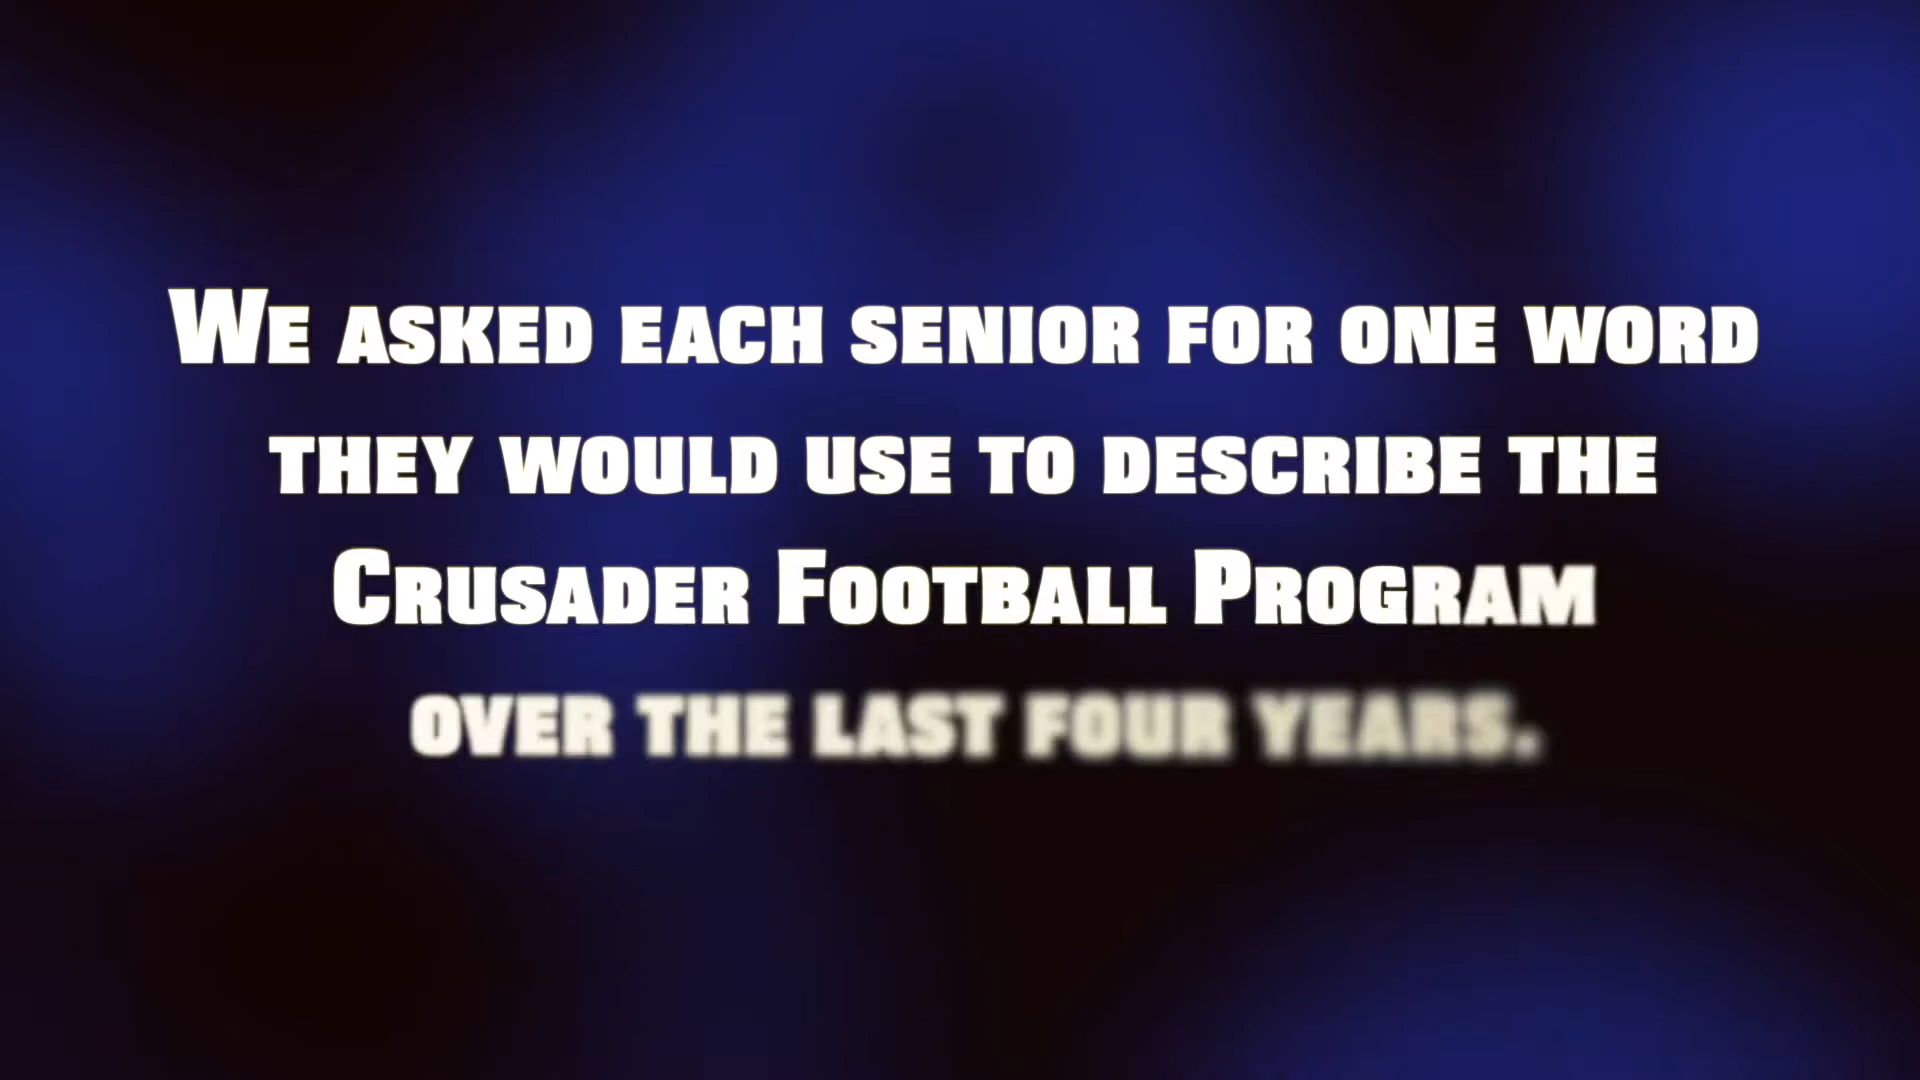 We asked each senior for one word
they would use to describe the
Crusader Football Program
over the last four years.